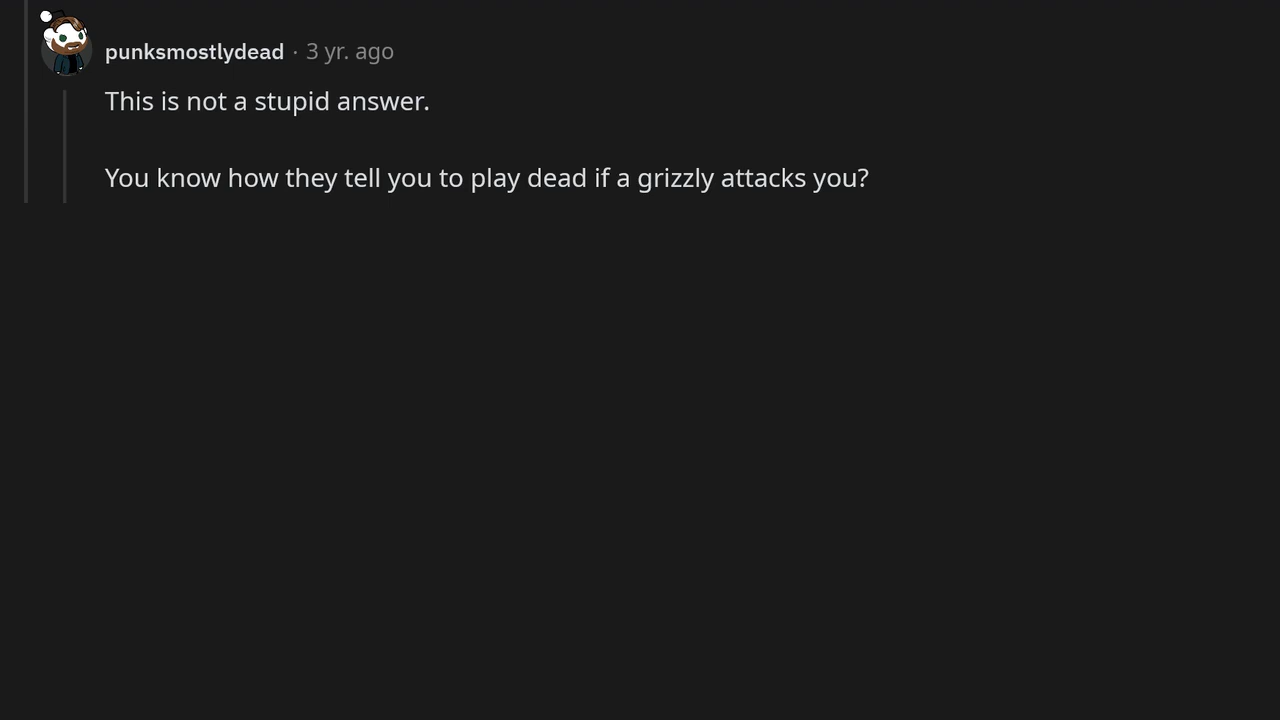 punksmostlydead · 3 yr. ago
This is not a stupid answer.
You know how they tell you to play dead if a grizzly attacks you?